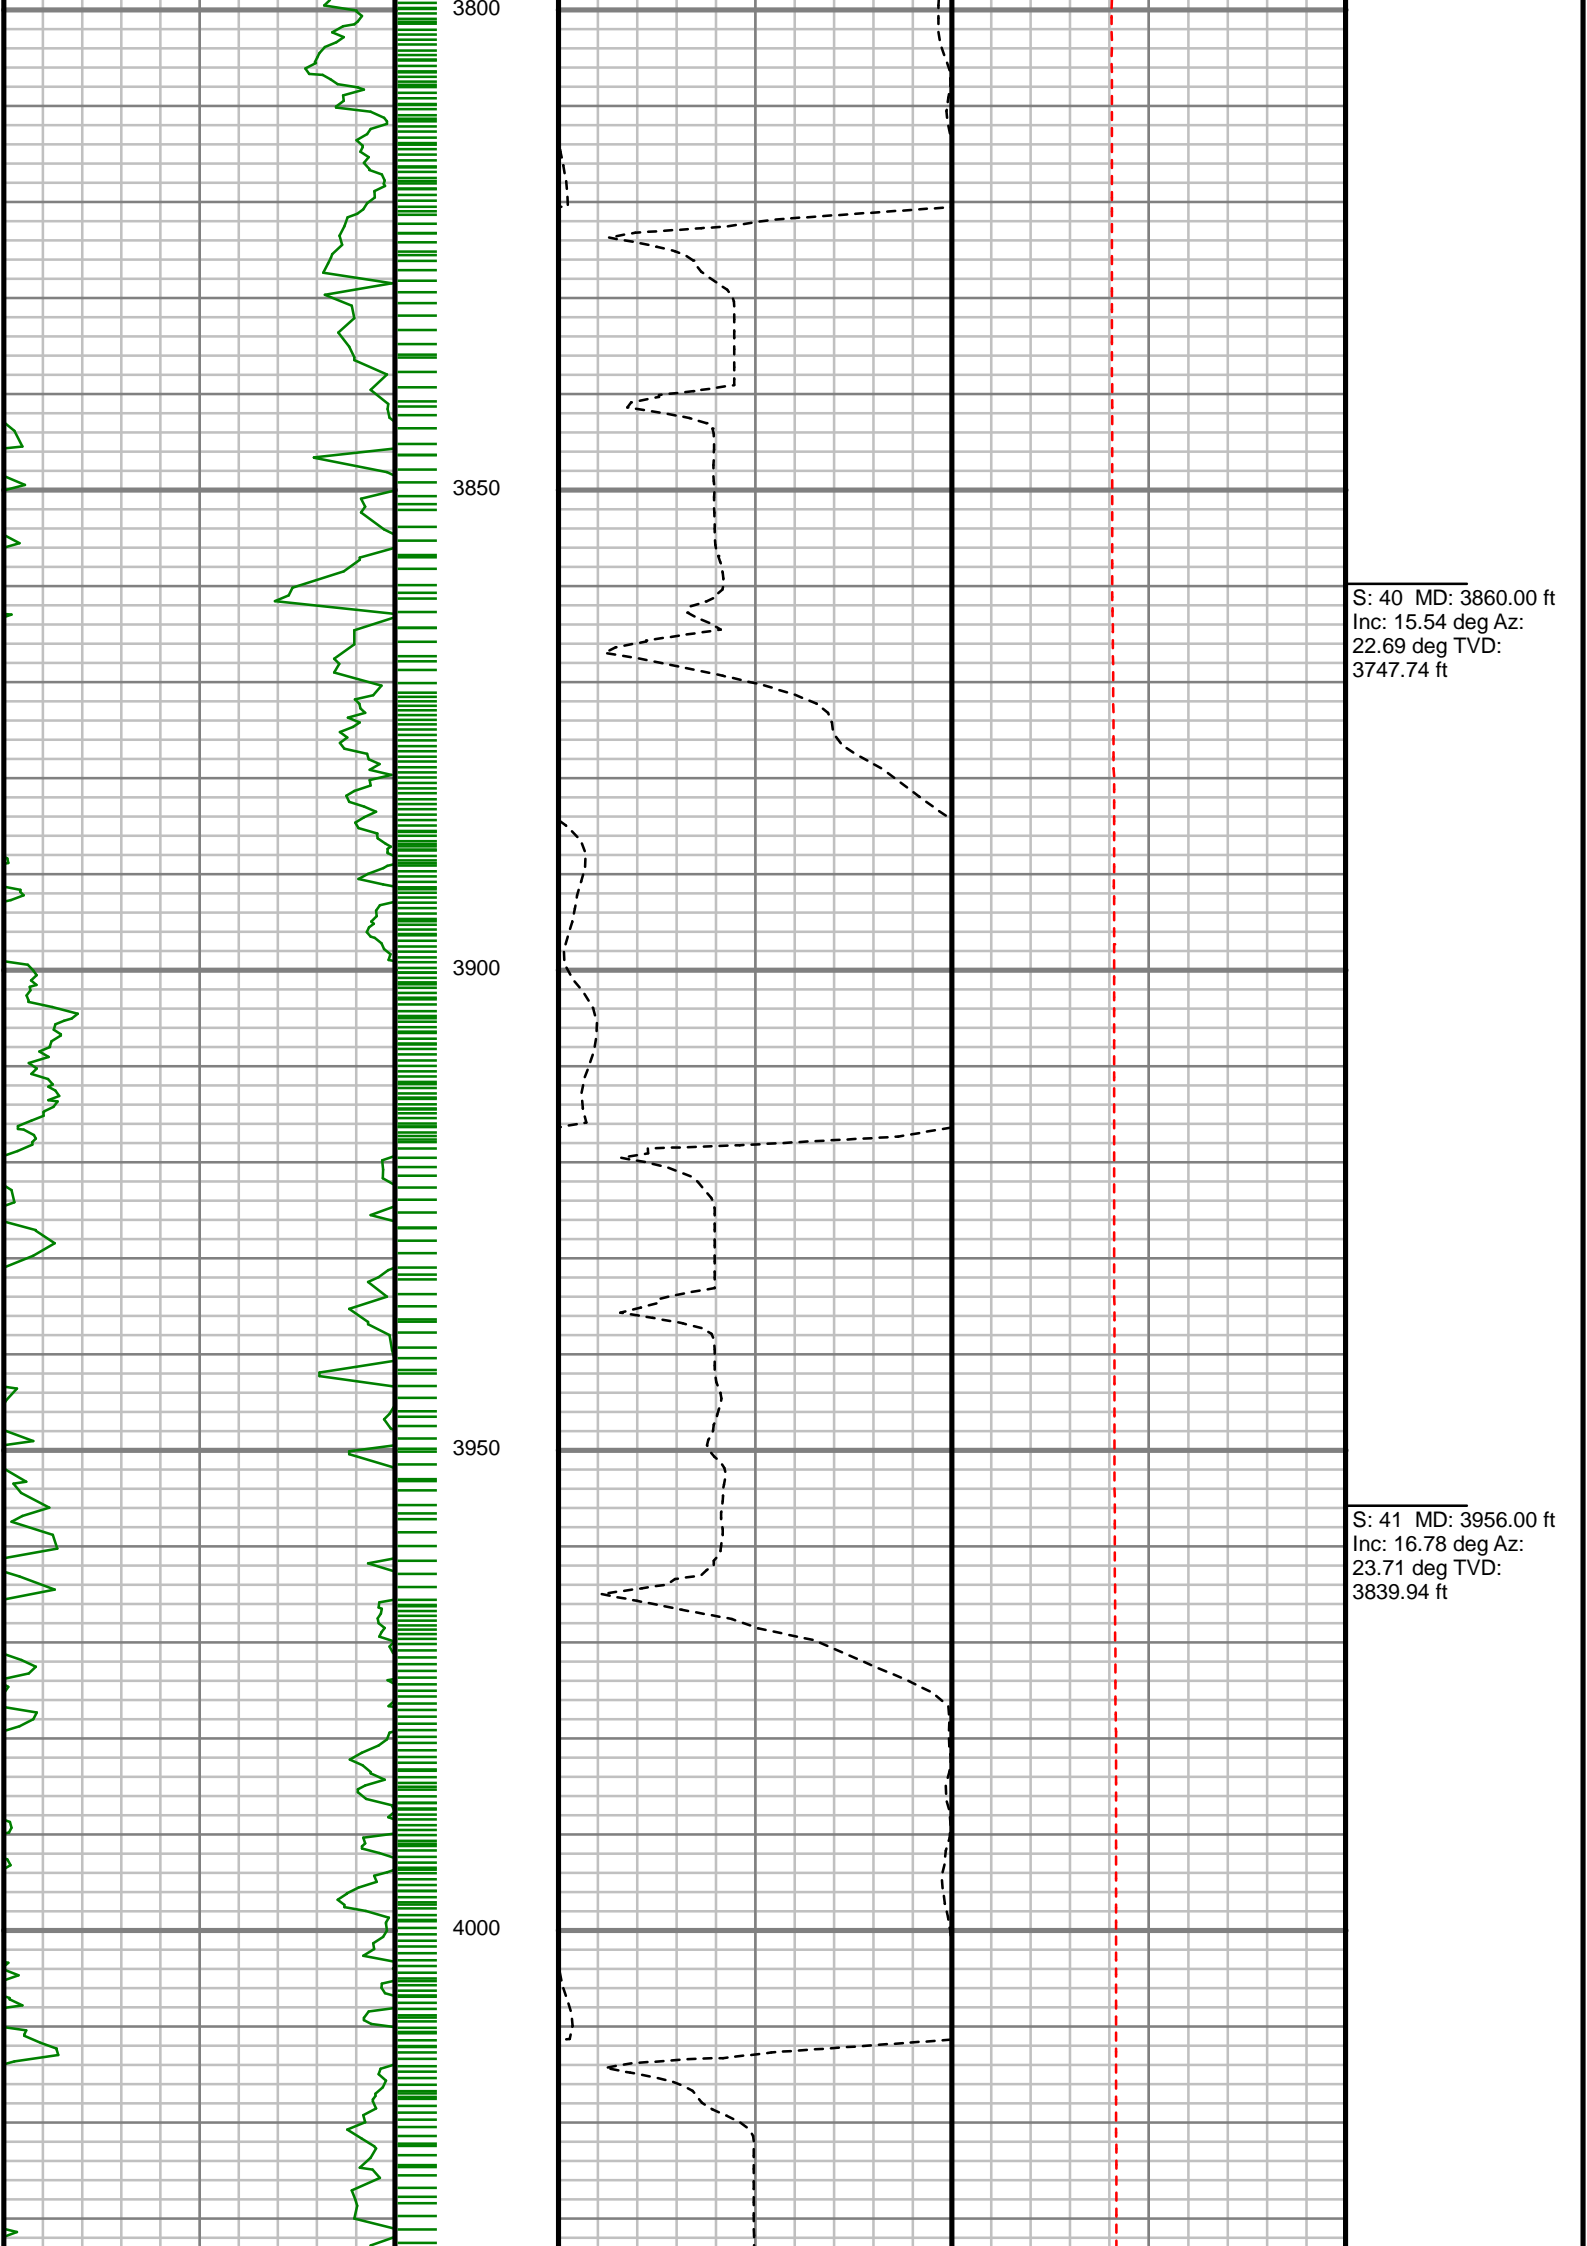 3800
3850
S: 40  MD: 3860.00 ft
Inc: 15.54 deg Az:
22.69 deg TVD:
3747.74 ft
3900
3950
S: 41  MD: 3956.00 ft
Inc: 16.78 deg Az:
23.71 deg TVD:
3839.94 ft
4000